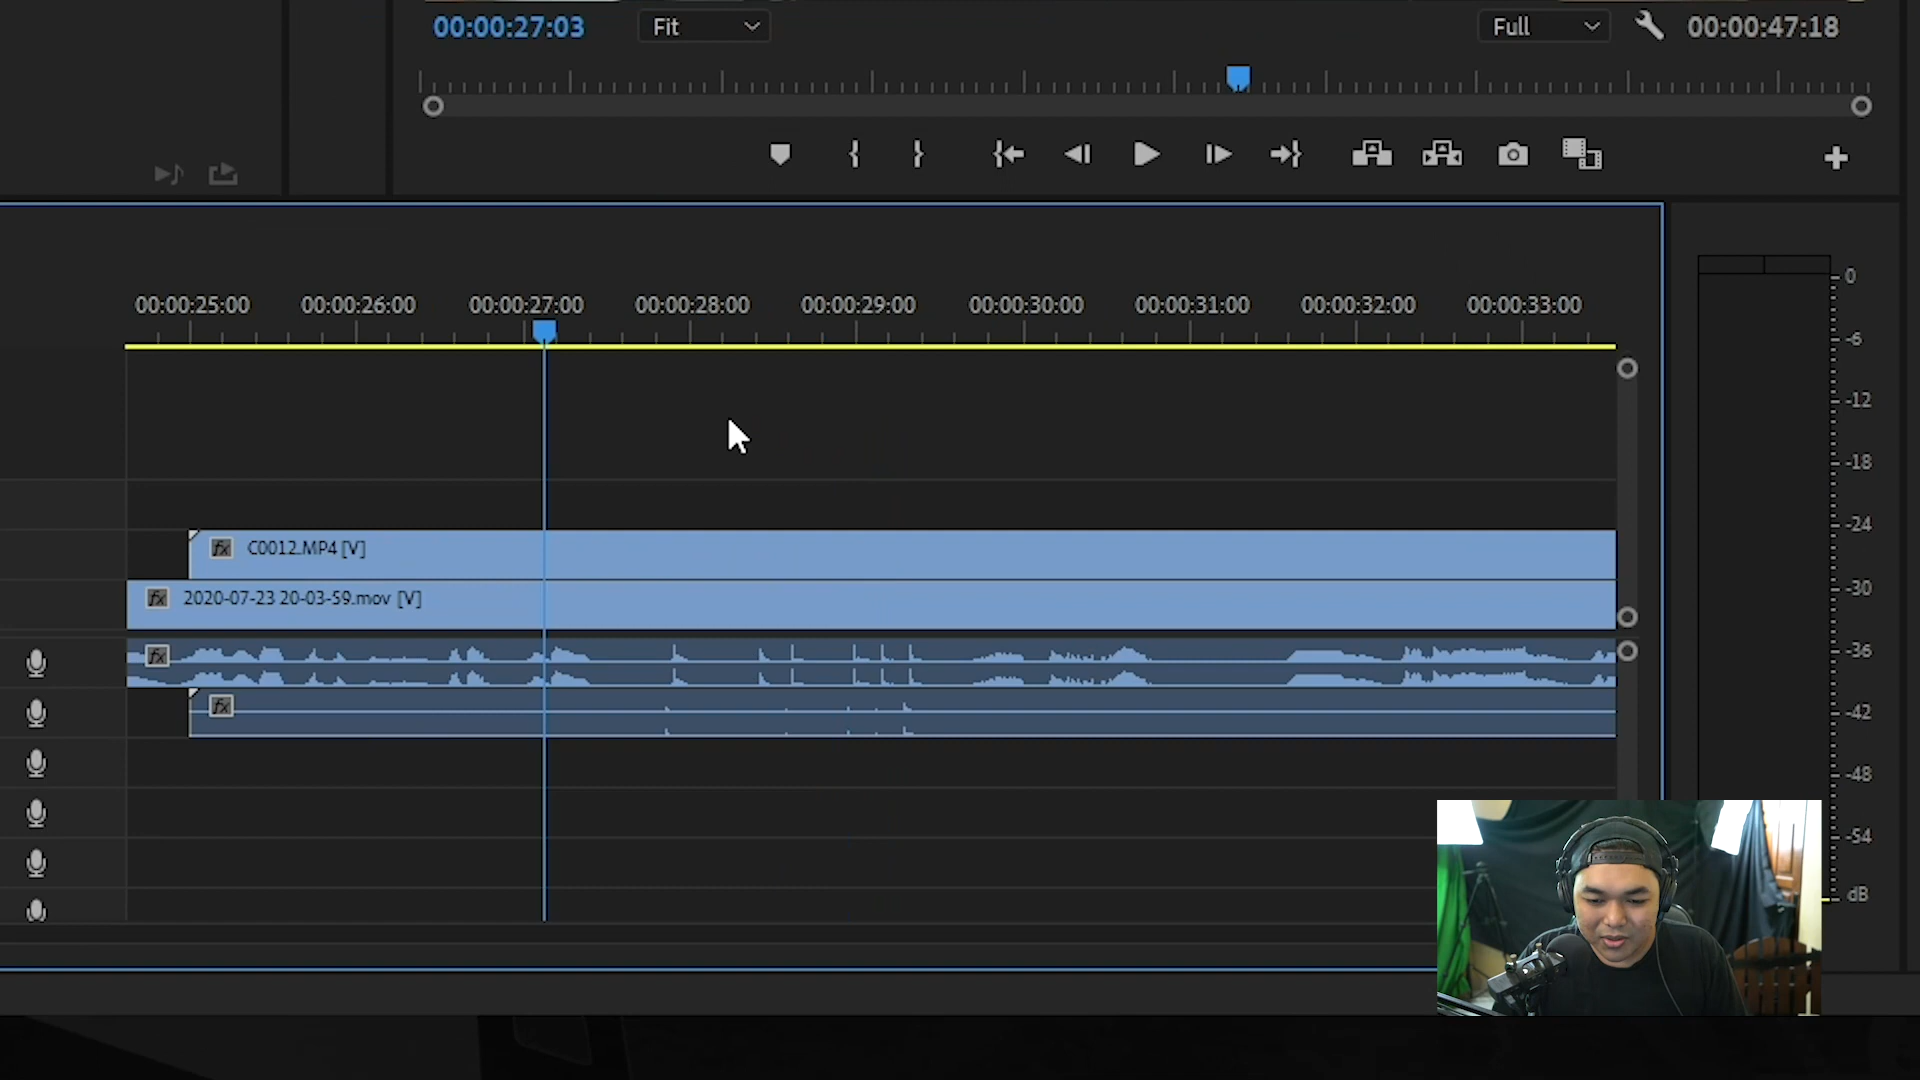 00:00:27:03 Fit Full 00:00:47:18
00:00:25:00 00:00:26:00 00:00:27:00 00:00:28:00 00:00:29:00 00:00:30:00 00:00:31:00 00:00:32:00 00:00:33:00
fx C0012.MP4 [V]
fx 2020-07-23 20-03-59.mov [V]
fx
fx
0
-6
-12
-18
-24
-30
-36
-42
-48
-54
dB